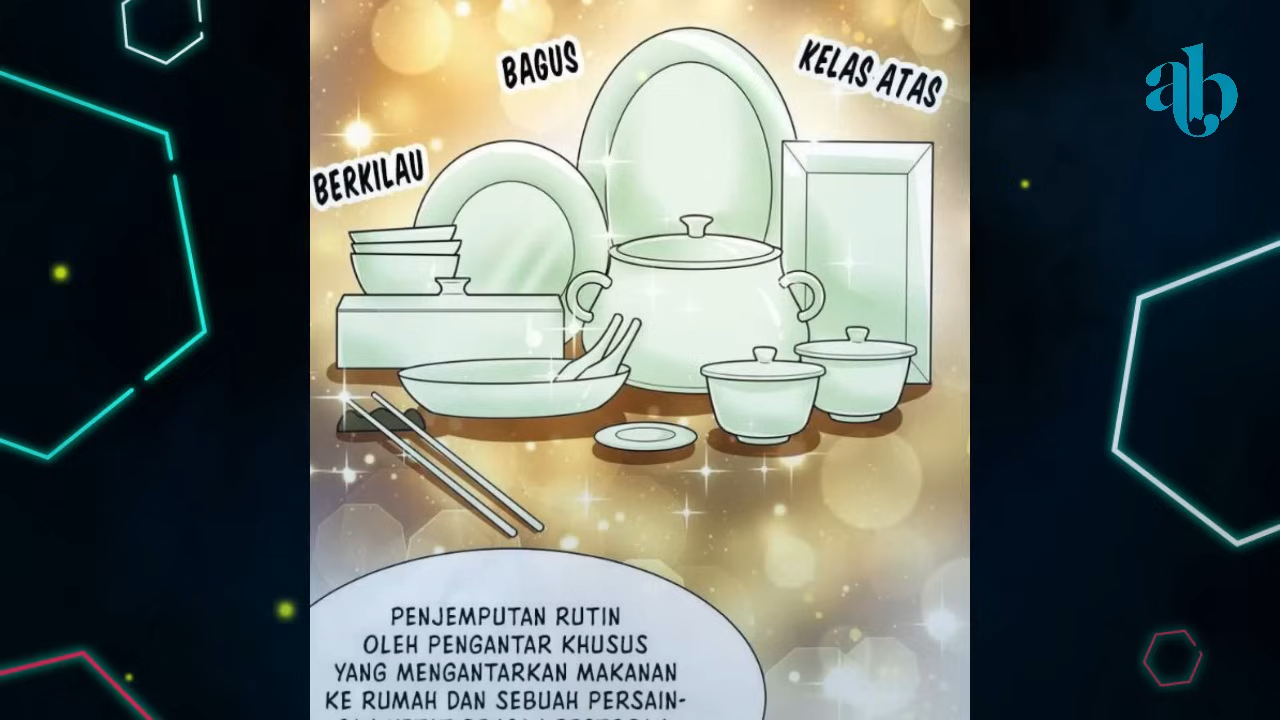 BAGUS
KELAS ATAS
BERKILAU
PENJEMPUTAN RUTIN
OLEH PENGANTAR KHUSUS
YANG MENGANTARKAN MAKANAN
KE RUMAH DAN SEBUAH PERSAIN-